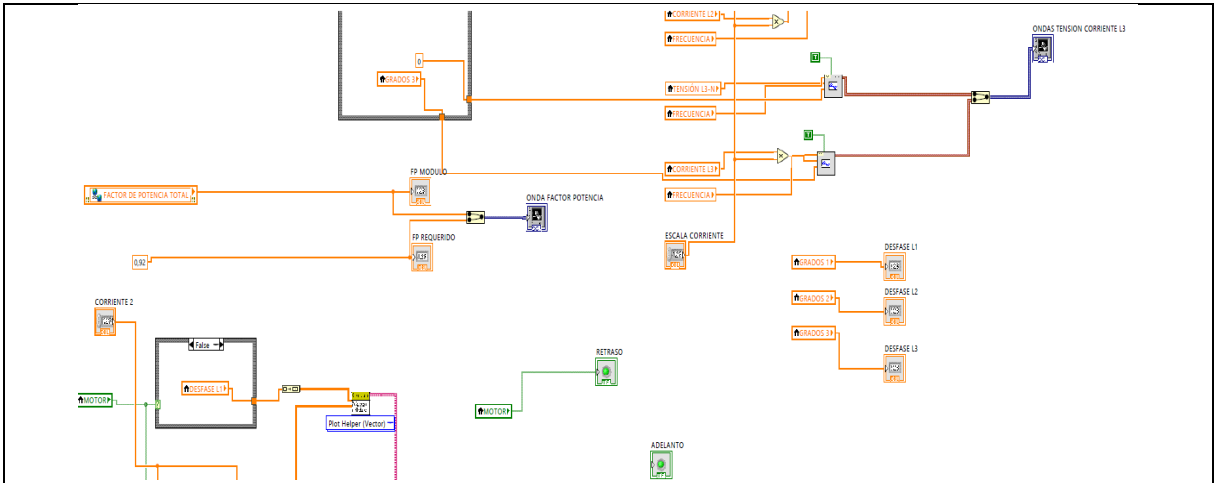 CORRIENTE L2
FRECUENCIA
ONDAS TENSION CORRIENTE L3
0
T
GRADOS 3
TENSION L3-N
FRECUENCIA
T
CORRIENTE L3
FP MODULO
FACTOR DE POTENCIA TOTAL
FRECUENCIA
ONDA FACTOR POTENCIA
FP REQUERIDO
ESCALA CORRIENTE
DESFASE L1
0,92
GRADOS 1
DESFASE L2
GRADOS 2
CORRIENTE 2
GRADOS 3
False
DESFASE L3
RETRASO
DESFASE L1
MOTOR
MOTOR
Plot Helper (Vector)
ADELANTO